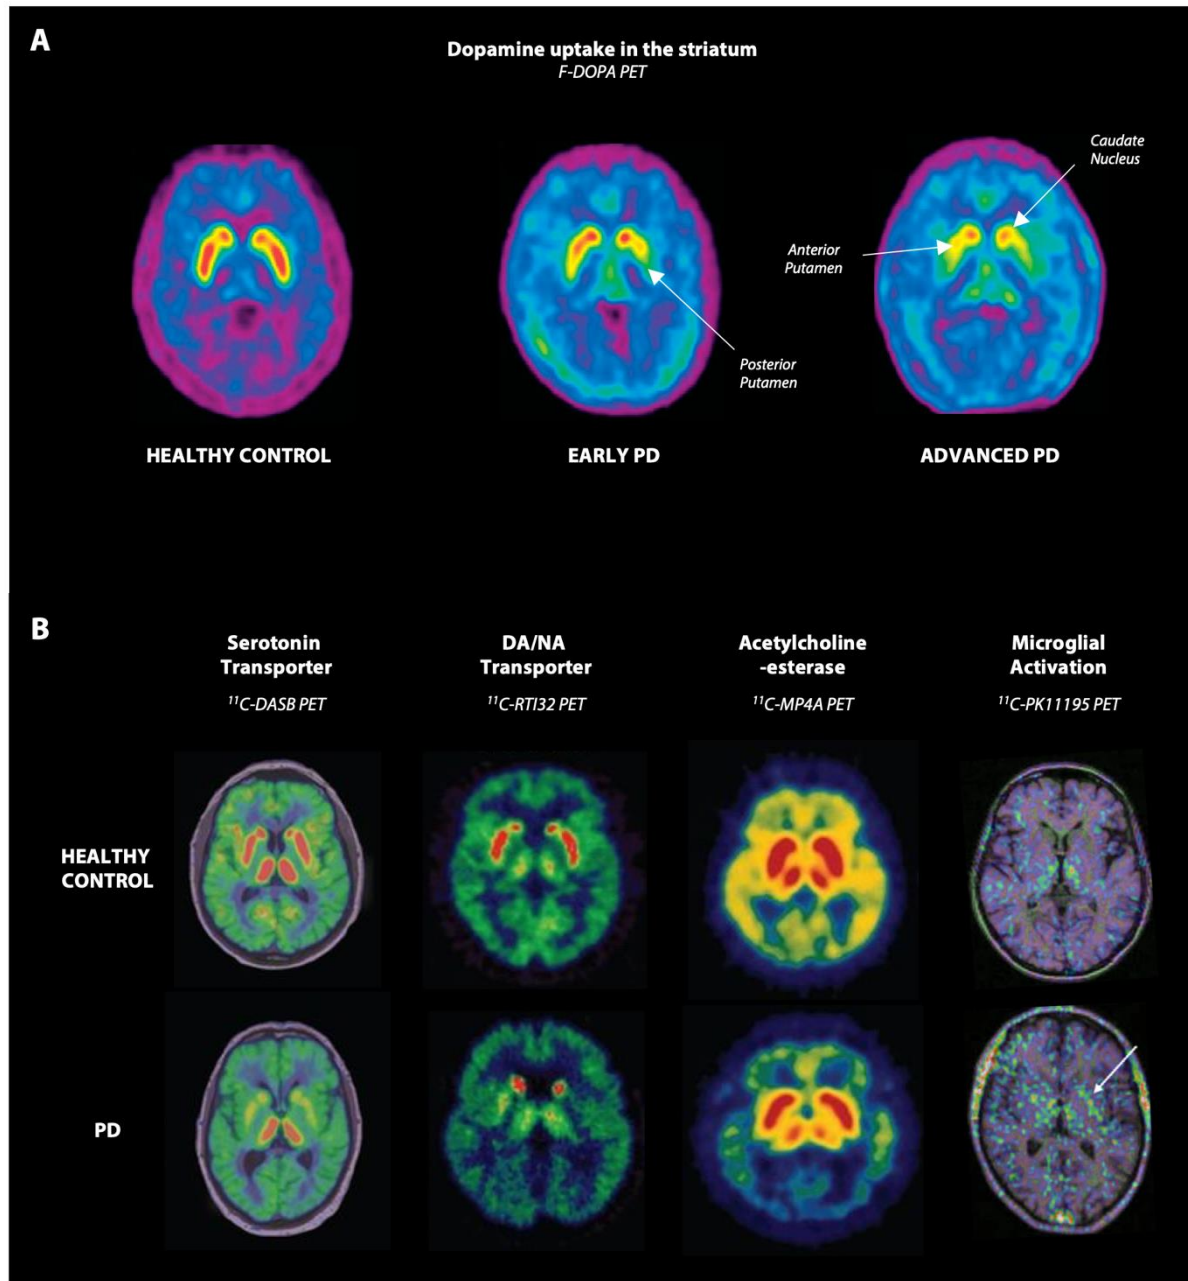 A
Dopamine uptake in the striatum
F-DOPA PET
Caudate
Nucleus
Anterior
Putamen
Posterior
Putamen
HEALTHY CONTROL
EARLY PD
ADVANCED PD
B
Serotonin
Transporter
¹¹C-DASB PET
DA/NA
Transporter
¹¹C-RTI32 PET
Acetylcholine
-esterase
¹¹C-MP4A PET
Microglial
Activation
¹¹C-PK11195 PET
HEALTHY
CONTROL
PD